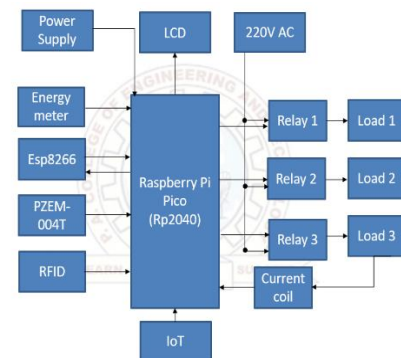 Power
Supply
LCD
220V AC
Energy
meter
Relay 1
Load 1
Esp8266
Raspberry Pi
Pico
(Rp2040)
Relay 2
Load 2
PZEM-
004T
Relay 3
Load 3
RFID
Current
coil
IoT